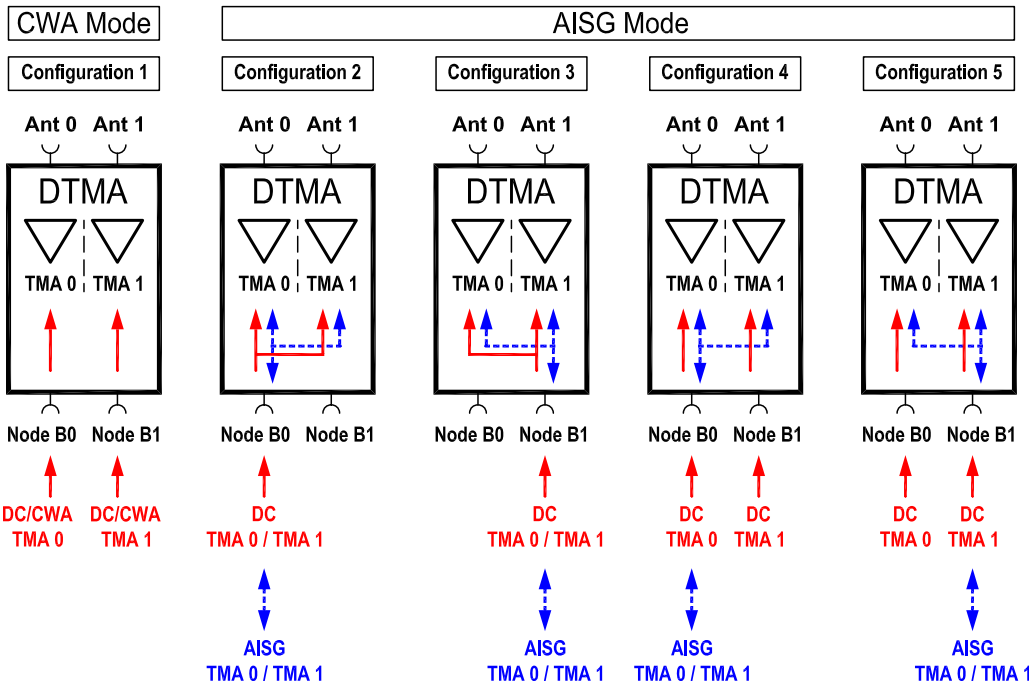 CWA Mode
AISG Mode
Configuration 1
Configuration 2
Configuration 3
Configuration 4
Configuration 5
Ant 0 Ant 1
Ant 0 Ant 1
Ant 0 Ant 1
Ant 0 Ant 1
Ant 0 Ant 1
DTMA
DTMA
DTMA
DTMA
DTMA
TMA 0 TMA 1
TMA 0 TMA 1
TMA 0 TMA 1
TMA 0 TMA 1
TMA 0 TMA 1
Node B0 Node B1
Node B0 Node B1
Node B0 Node B1
Node B0 Node B1
Node B0 Node B1
DC/CWA
TMA 0
DC/CWA
TMA 1
DC
TMA 0 / TMA 1
DC
TMA 0 / TMA 1
DC
TMA 0
DC
TMA 1
DC
TMA 0
DC
TMA 1
AISG
TMA 0 / TMA 1
AISG
TMA 0 / TMA 1
AISG
TMA 0 / TMA 1
AISG
TMA 0 / TMA 1